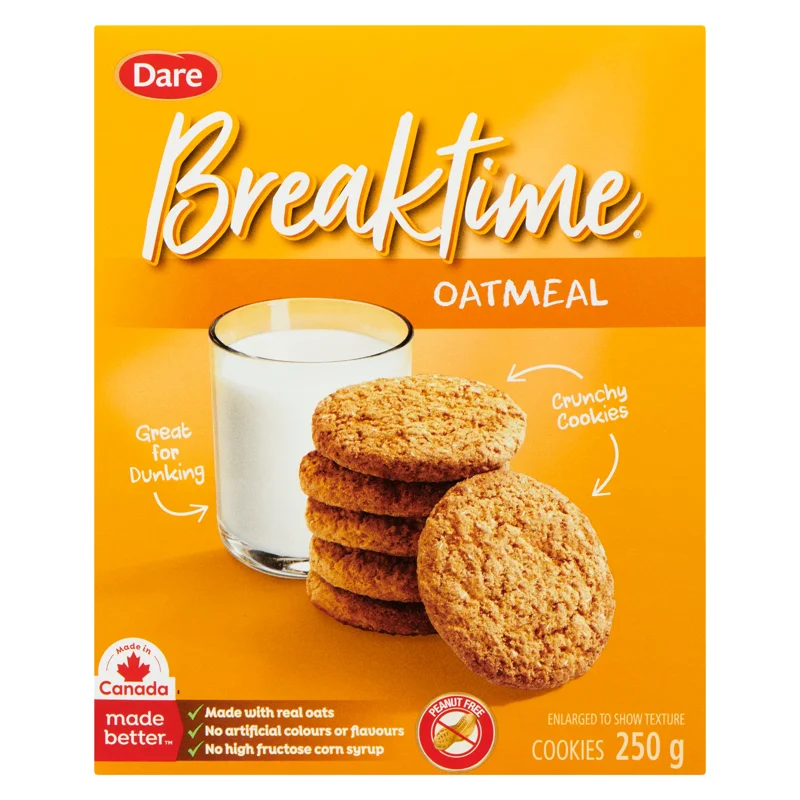 Dare
Breaktime®
OATMEAL
Crunchy
Cookies
Great
for
Dunking
Made in
Canada
made
better™
✓ Made with real oats
✓ No artificial colours or flavours
✓ No high fructose corn syrup
PEANUT FREE
ENLARGED TO SHOW TEXTURE
COOKIES 250 g